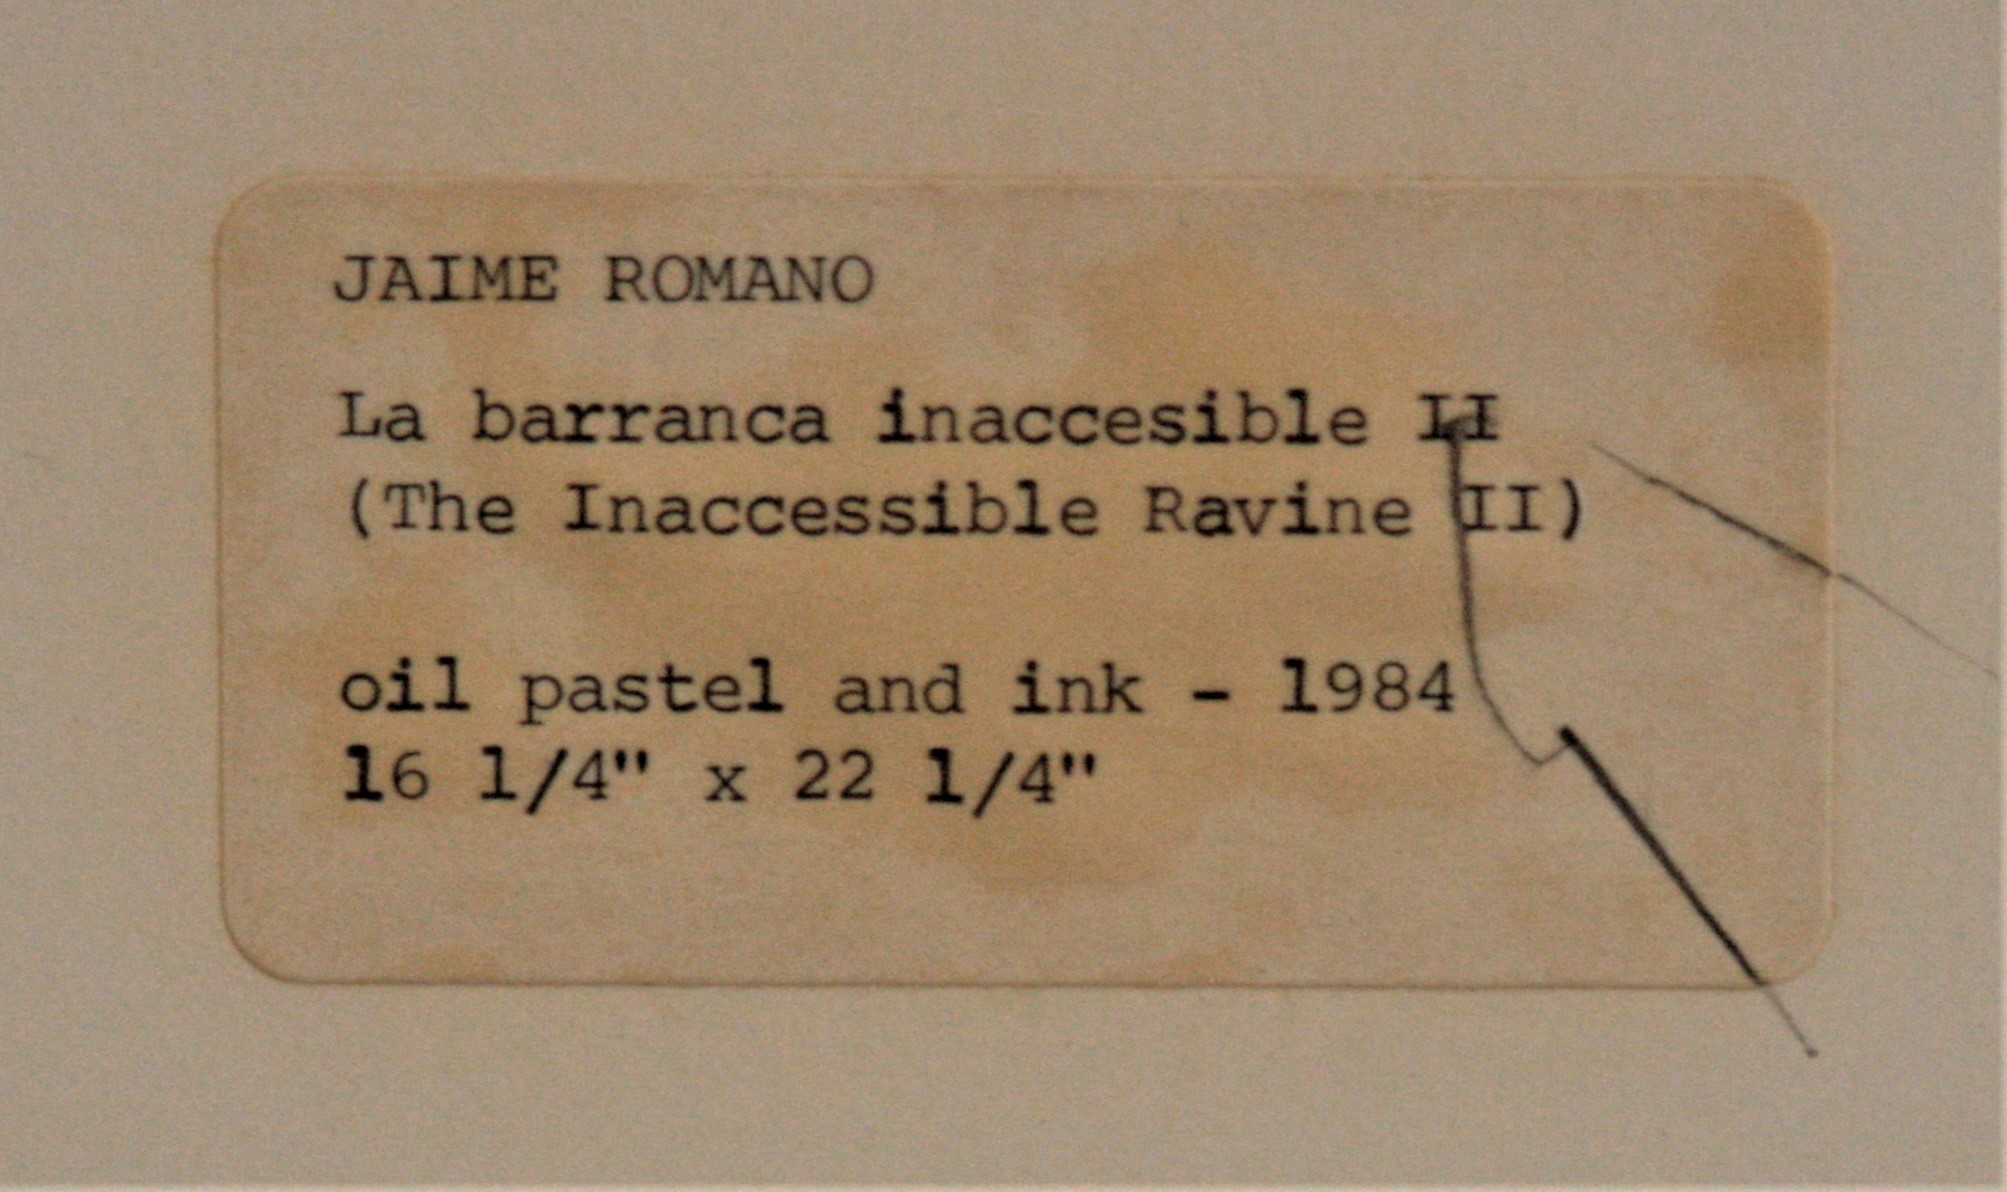 JAIME ROMANO
La barranca inaccesible II
(The Inaccessible Ravine II)
oil pastel and ink - 1984
16 1/4" x 22 1/4"